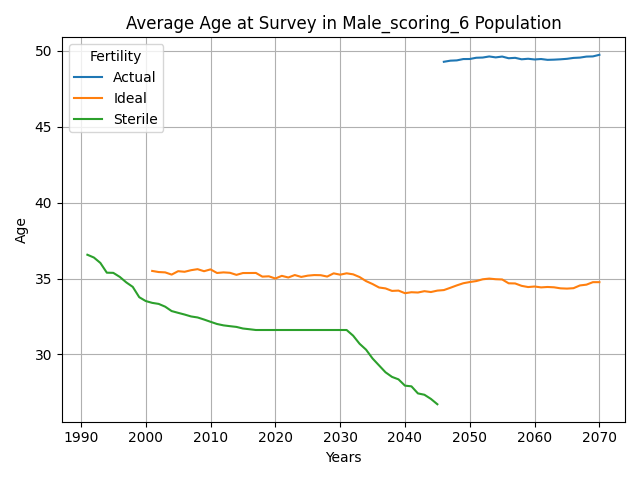 Average Age at Survey in Male_scoring_6 Population
Fertility
Actual
Ideal
Sterile
50
45
40
35
30
Age
1990 2000 2010 2020 2030 2040 2050 2060 2070
Years